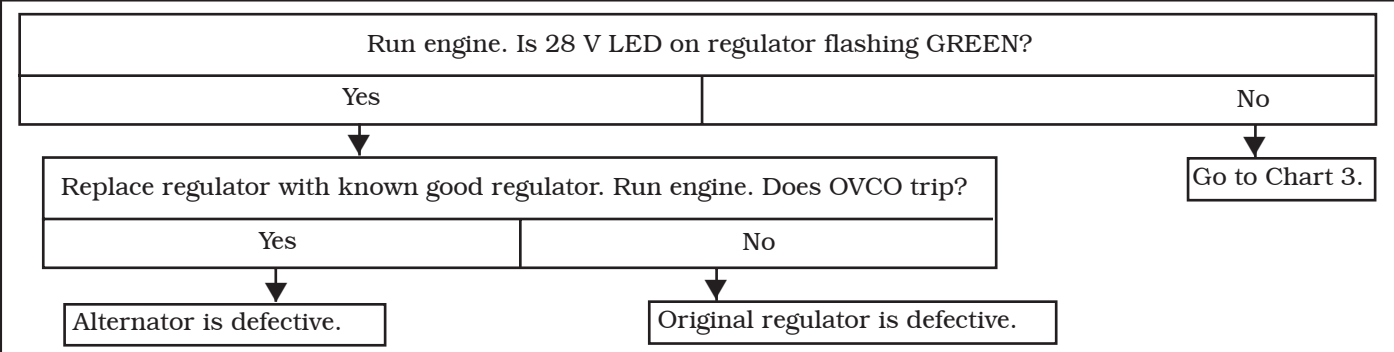 Run engine. Is 28 V LED on regulator flashing GREEN?
Yes
No
Replace regulator with known good regulator. Run engine. Does OVCO trip?
Go to Chart 3.
Yes
No
Alternator is defective.
Original regulator is defective.